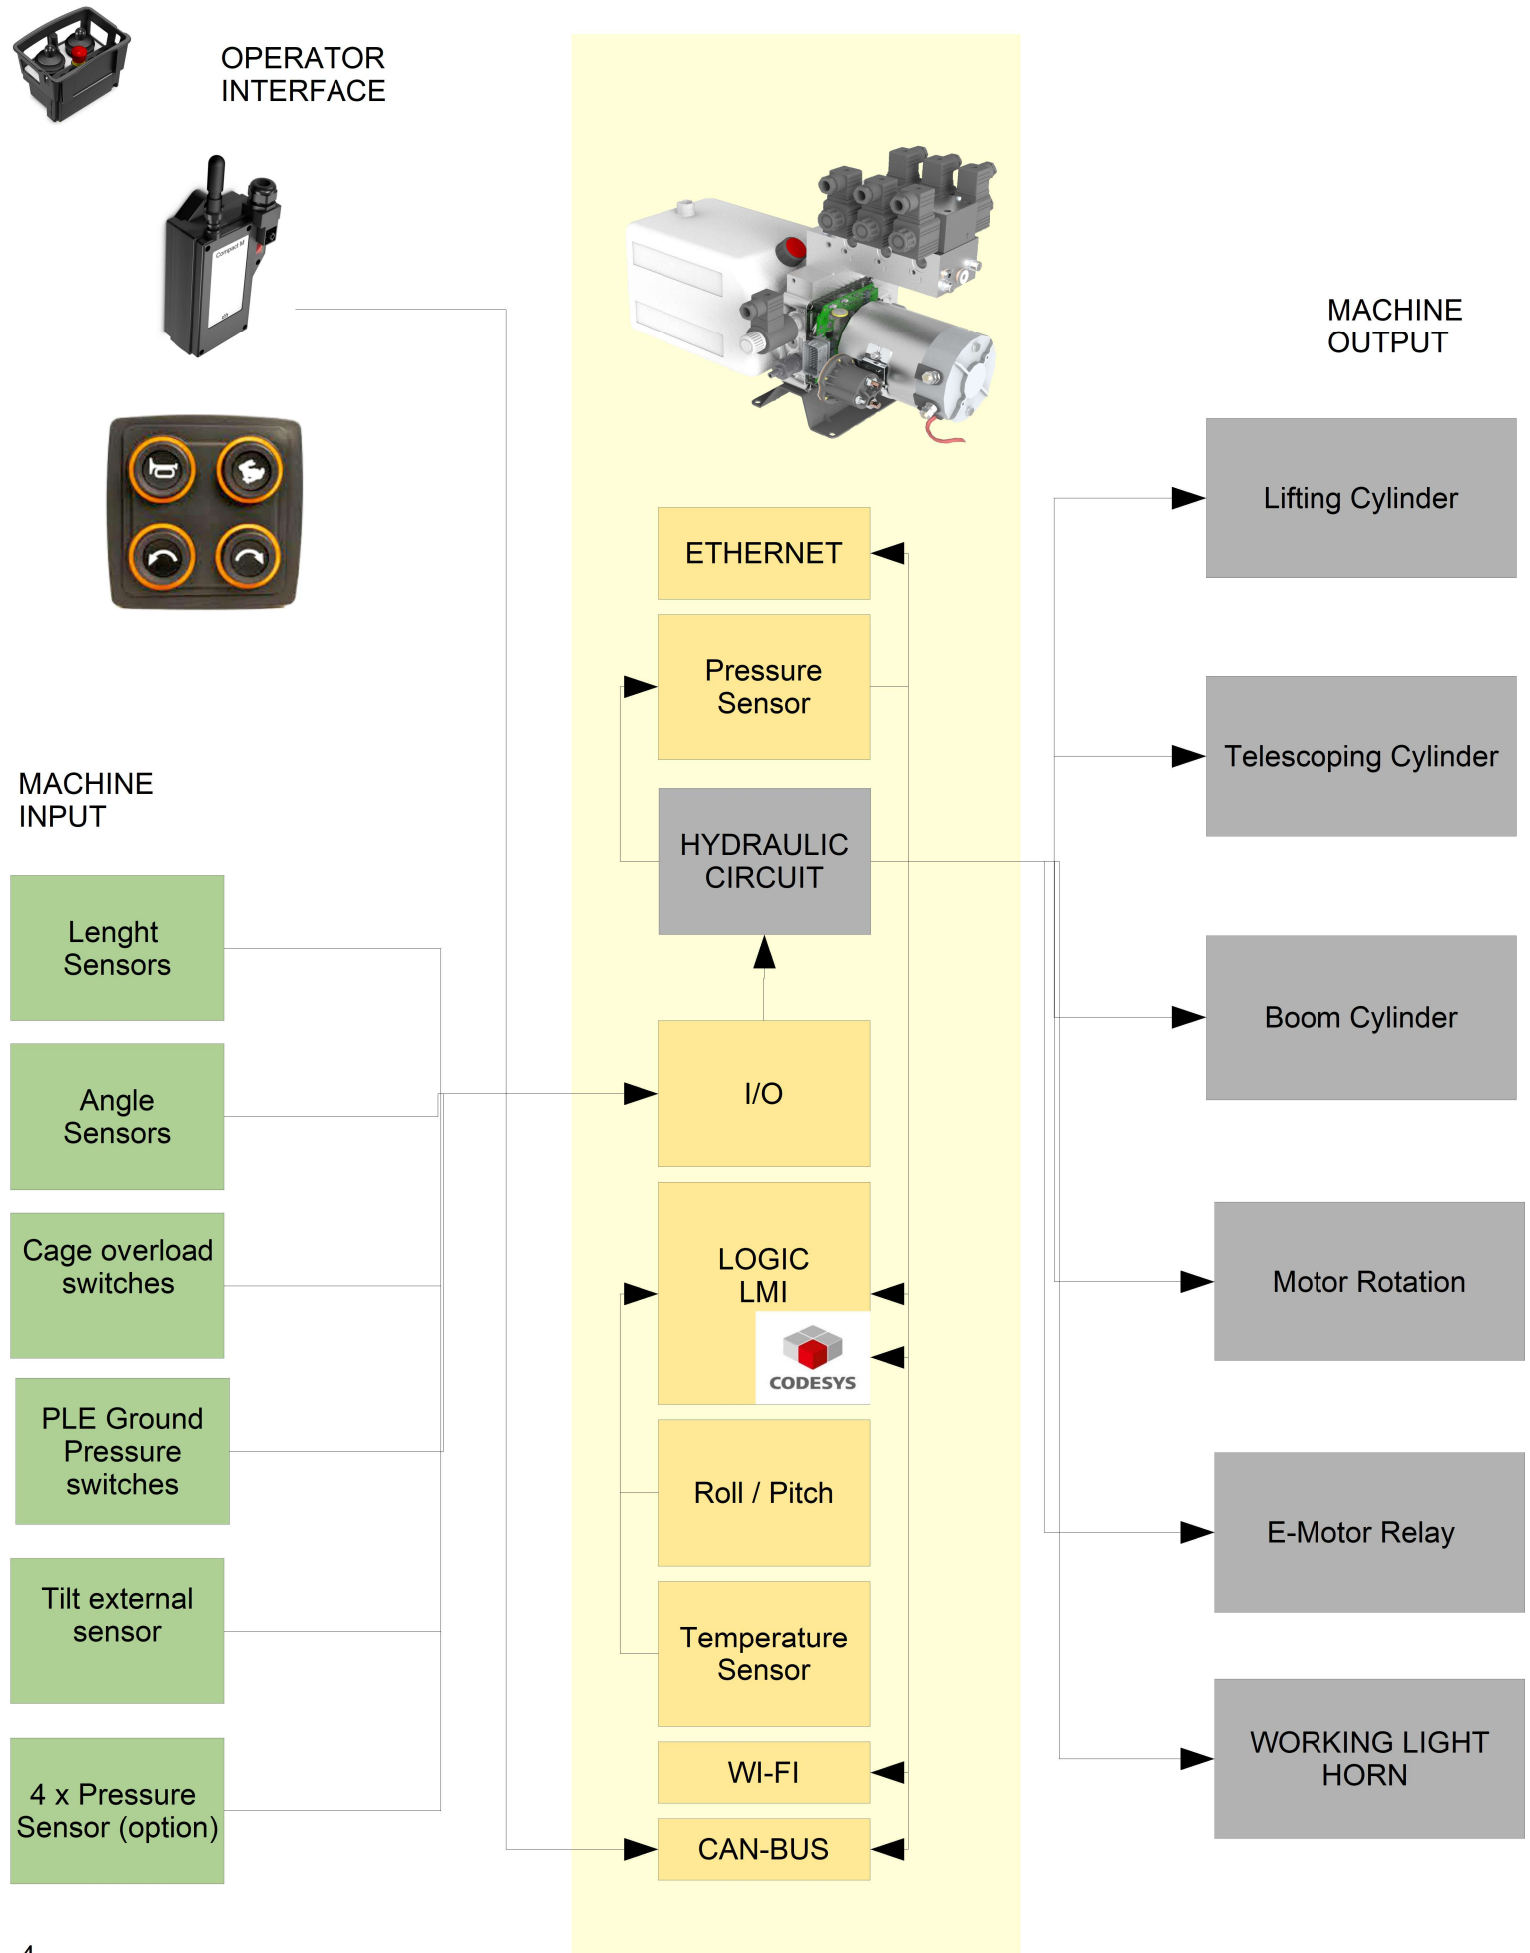 OPERATOR
INTERFACE
Compact M
MACHINE
OUTPUT
Lifting Cylinder
ETHERNET
Pressure
Sensor
Telescoping Cylinder
MACHINE
INPUT
HYDRAULIC
CIRCUIT
Lenght
Sensors
Boom Cylinder
Angle
Sensors
I/O
Cage overload
switches
LOGIC
LMI
CODESYS
Motor Rotation
PLE Ground
Pressure
switches
Roll / Pitch
E-Motor Relay
Tilt external
sensor
Temperature
Sensor
WORKING LIGHT
HORN
WI-FI
4 x Pressure
Sensor (option)
CAN-BUS
4